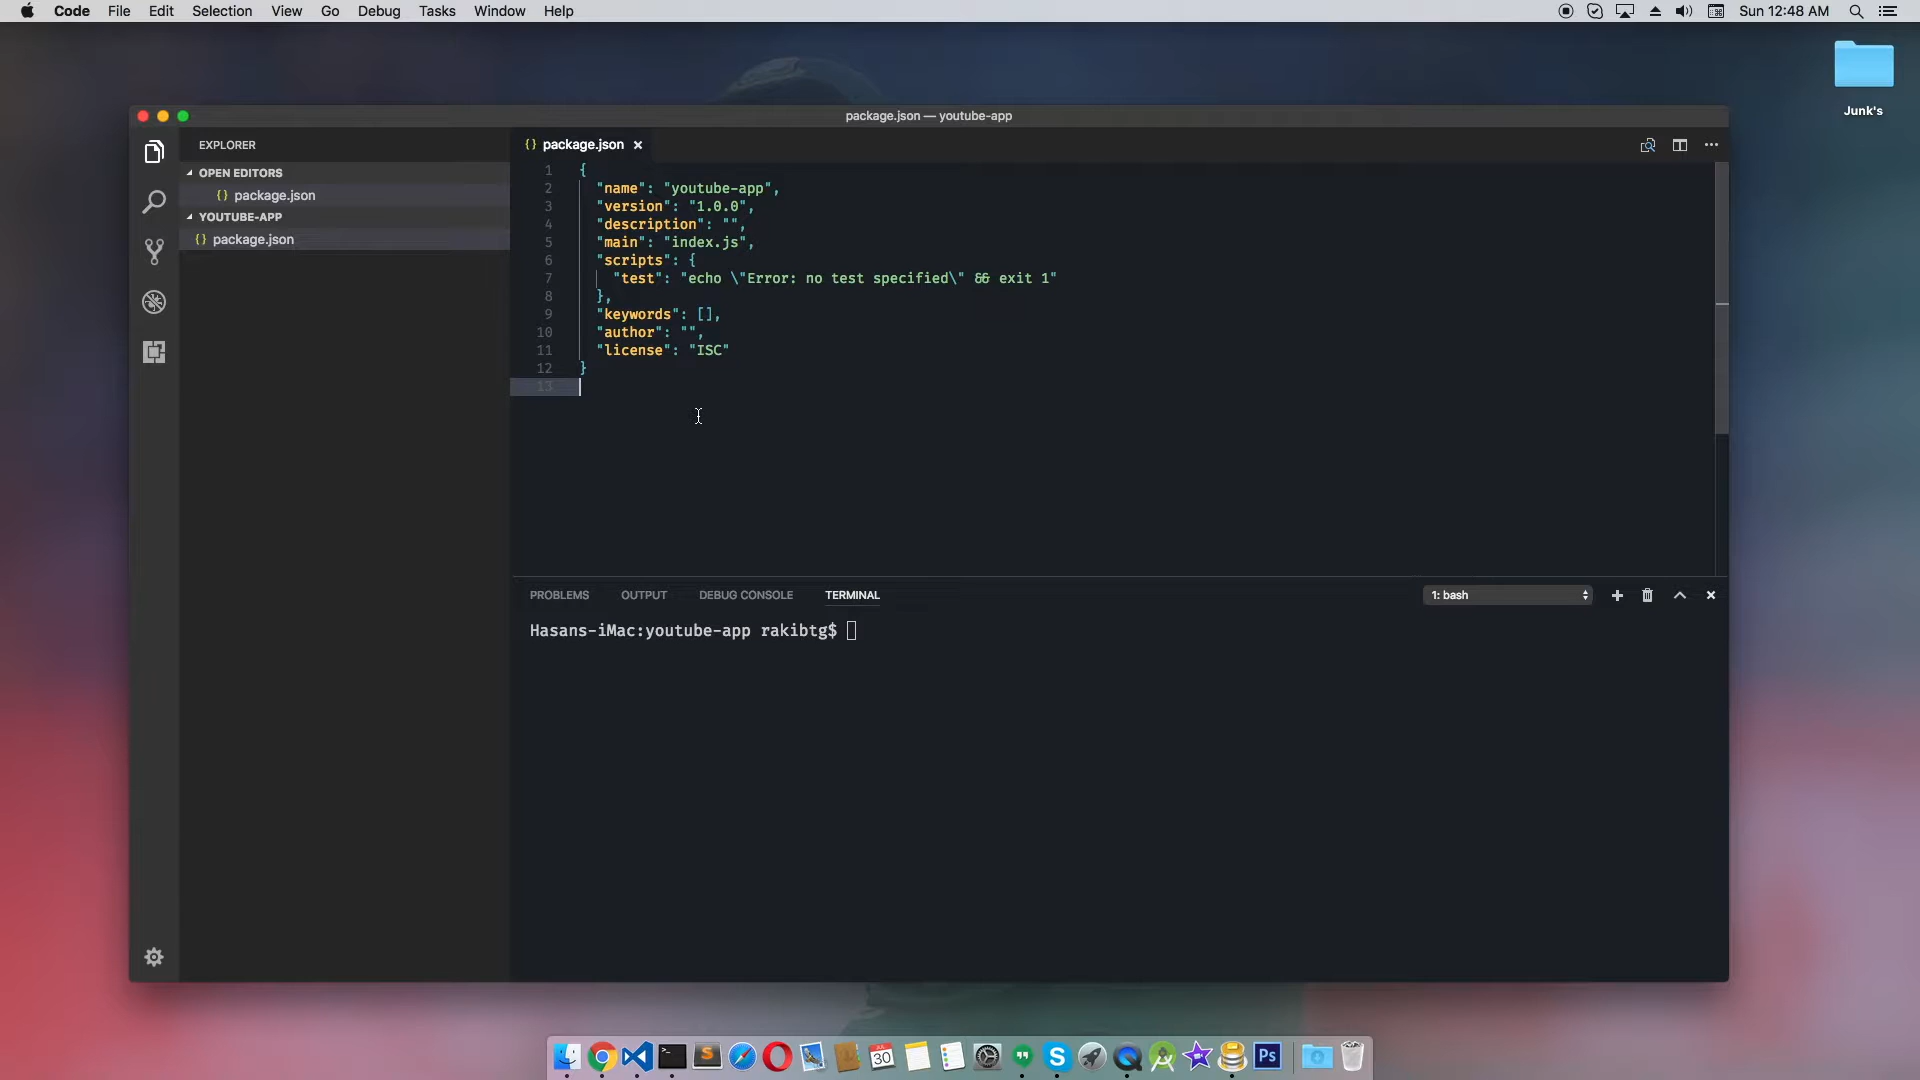 Code File Edit Selection View Go Debug Tasks Window Help Sun 12:48 AM
Junk's
package.json — youtube-app
EXPLORER
OPEN EDITORS
{} package.json
YOUTUBE-APP
{} package.json
{} package.json ×
1 {
2 "name": "youtube-app",
3 "version": "1.0.0",
4 "description": "",
5 "main": "index.js",
6 "scripts": {
7 "test": "echo \"Error: no test specified\" && exit 1"
8 },
9 "keywords": [],
10 "author": "",
11 "license": "ISC"
12 }
13
PROBLEMS OUTPUT DEBUG CONSOLE TERMINAL 1: bash
Hasans-iMac:youtube-app rakibtg$
JUL
30
S
Ps